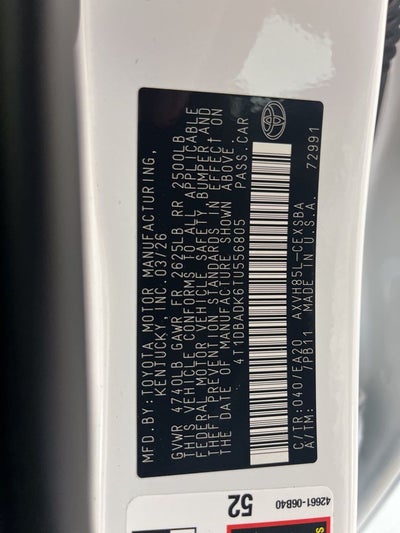 MFD.BY:TOYOTA MOTOR MANUFACTURING,
KENTUCKY, INC.03/26
GVWR 4740LB GAWR FR 2625LB RR 2500LB
THIS VEHICLE CONFORMS TO ALL APPLICABLE
FEDERAL MOTOR VEHICLE SAFETY, BUMPER, AND
THEFT PREVENTION STANDARDS IN EFFECT ON
THE DATE OF MANUFACTURE SHOWN ABOVE.
4T1DBADK6TU556805 PASS.CAR
C/TR:040/EA20 AXVH85L-CEXSBA
A/TM: /PB11 MADE IN U.S.A. 72991
42661-06B40
52